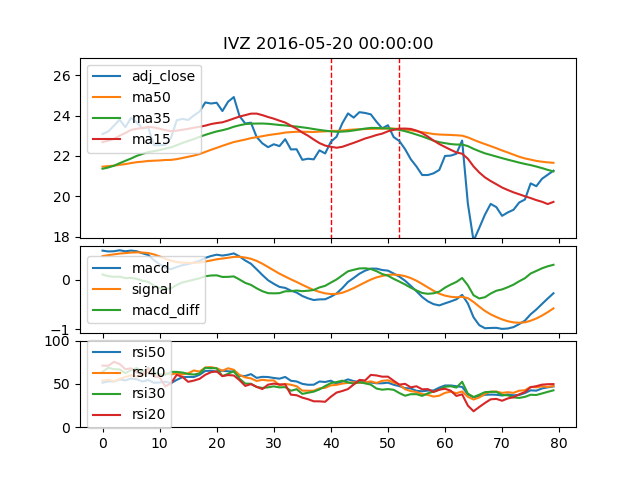 IVZ 2016-05-20 00:00:00
26
24
22
20
18
adj_close
ma50
ma35
ma15
0
−1
macd
signal
macd_diff
100
50
0
rsi50
rsi40
rsi30
rsi20
0 10 20 30 40 50 60 70 80